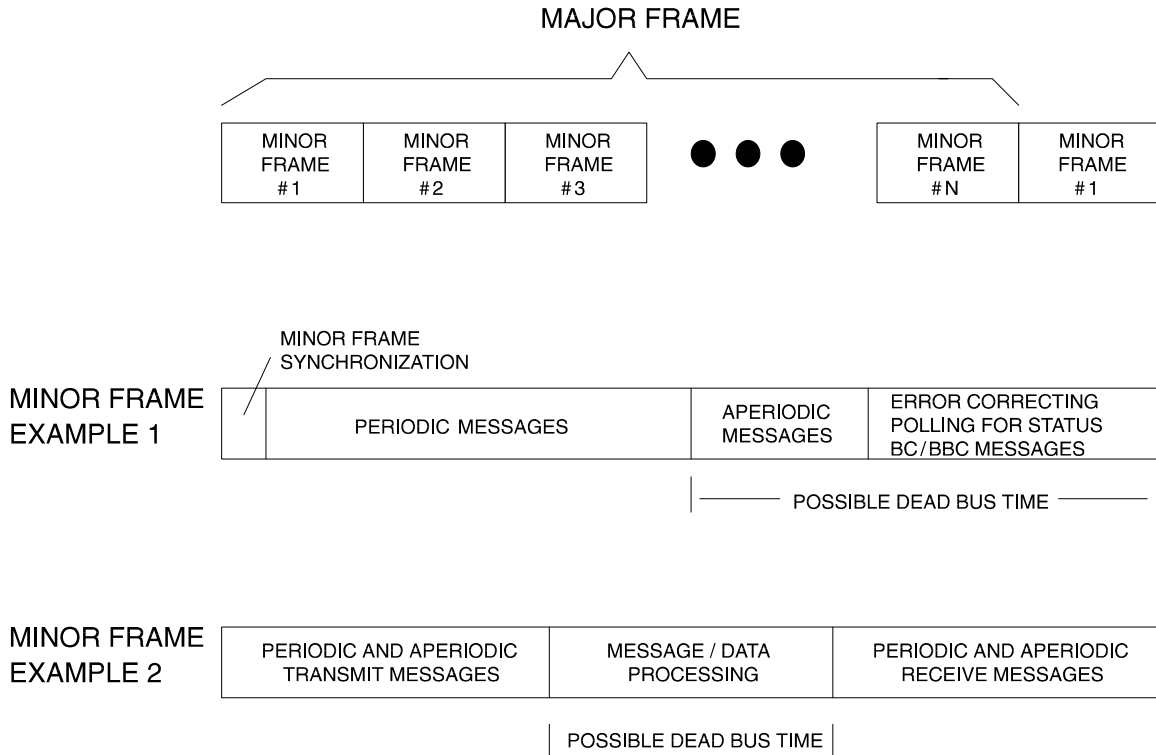 MAJOR FRAME
MINOR
FRAME
#1
MINOR
FRAME
#2
MINOR
FRAME
#3
MINOR
FRAME
#N
MINOR
FRAME
#1
MINOR FRAME
SYNCHRONIZATION
MINOR FRAME
EXAMPLE 1
PERIODIC MESSAGES
APERIODIC
MESSAGES
ERROR CORRECTING
POLLING FOR STATUS
BC/BBC MESSAGES
POSSIBLE DEAD BUS TIME
MINOR FRAME
EXAMPLE 2
PERIODIC AND APERIODIC
TRANSMIT MESSAGES
MESSAGE / DATA
PROCESSING
PERIODIC AND APERIODIC
RECEIVE MESSAGES
POSSIBLE DEAD BUS TIME